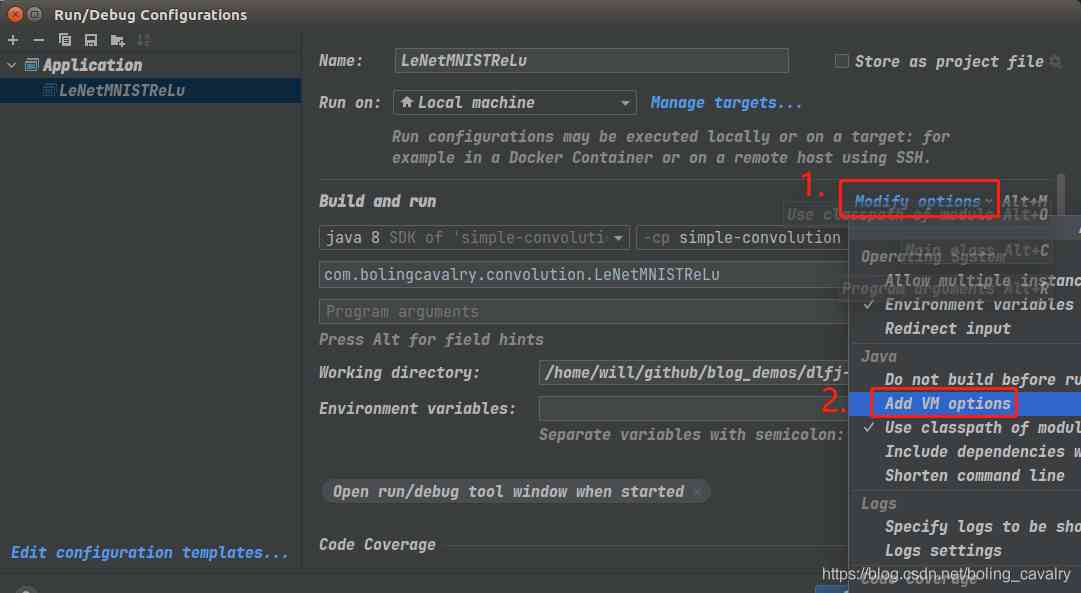 Run/Debug Configurations
Application
LeNetMNISTReLu
Edit configuration templates...
Name: LeNetMNISTReLu Store as project file
Run on: Local machine Manage targets...
Run configurations may be executed locally or on a target: for
example in a Docker Container or on a remote host using SSH.
Build and run 1. Modify options Alt+M
Use classpath of module Alt+O
java 8 SDK of 'simple-convoluti -cp simple-convolution
Main class Alt+C
com.bolingcavalry.convolution.LeNetMNISTReLu
Program arguments Alt+R
Program arguments
Press Alt for field hints
Working directory: /home/will/github/blog_demos/dlfj-
Environment variables:
Separate variables with semicolon:
Open run/debug tool window when started
Code Coverage
Operating System
Allow multiple instanc
Environment variables
Redirect input
Java
Do not build before ru
2. Add VM options
Use classpath of modul
Include dependencies w
Shorten command line
Logs
Specify logs to be sho
Logs settings
Code Coverage
https://blog.csdn.net/boling_cavalry